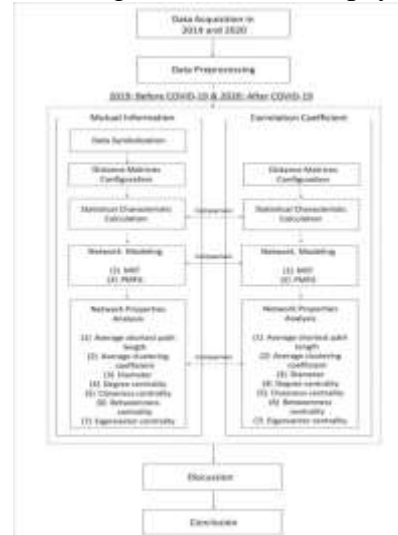 Data Acquisition in
2019 and 2020
Data Preprocessing
2019: Before COVID-19 & 2020: After COVID-19
Mutual Information
Data Symbolization
Distance Matrices
Configuration
Statistical Characteristic
Calculation
Network Modeling
(1) MST
(2) PMFG
Network Properties
Analysis
(1) Average shortest path
length
(2) Average clustering
coefficient
(3) Diameter
(4) Degree centrality
(5) Closeness centrality
(6) Betweenness
centrality
(7) Eigenvector centrality
Correlation Coefficient
Distance Matrices
Configuration
Statistical Characteristic
Calculation
Network Modeling
(1) MST
(2) PMFG
Network Properties
Analysis
(1) Average shortest path
length
(2) Average clustering
coefficient
(3) Diameter
(4) Degree centrality
(5) Closeness centrality
(6) Betweenness
centrality
(7) Eigenvector centrality
Comparison
Comparison
Comparison
Discussion
Conclusion